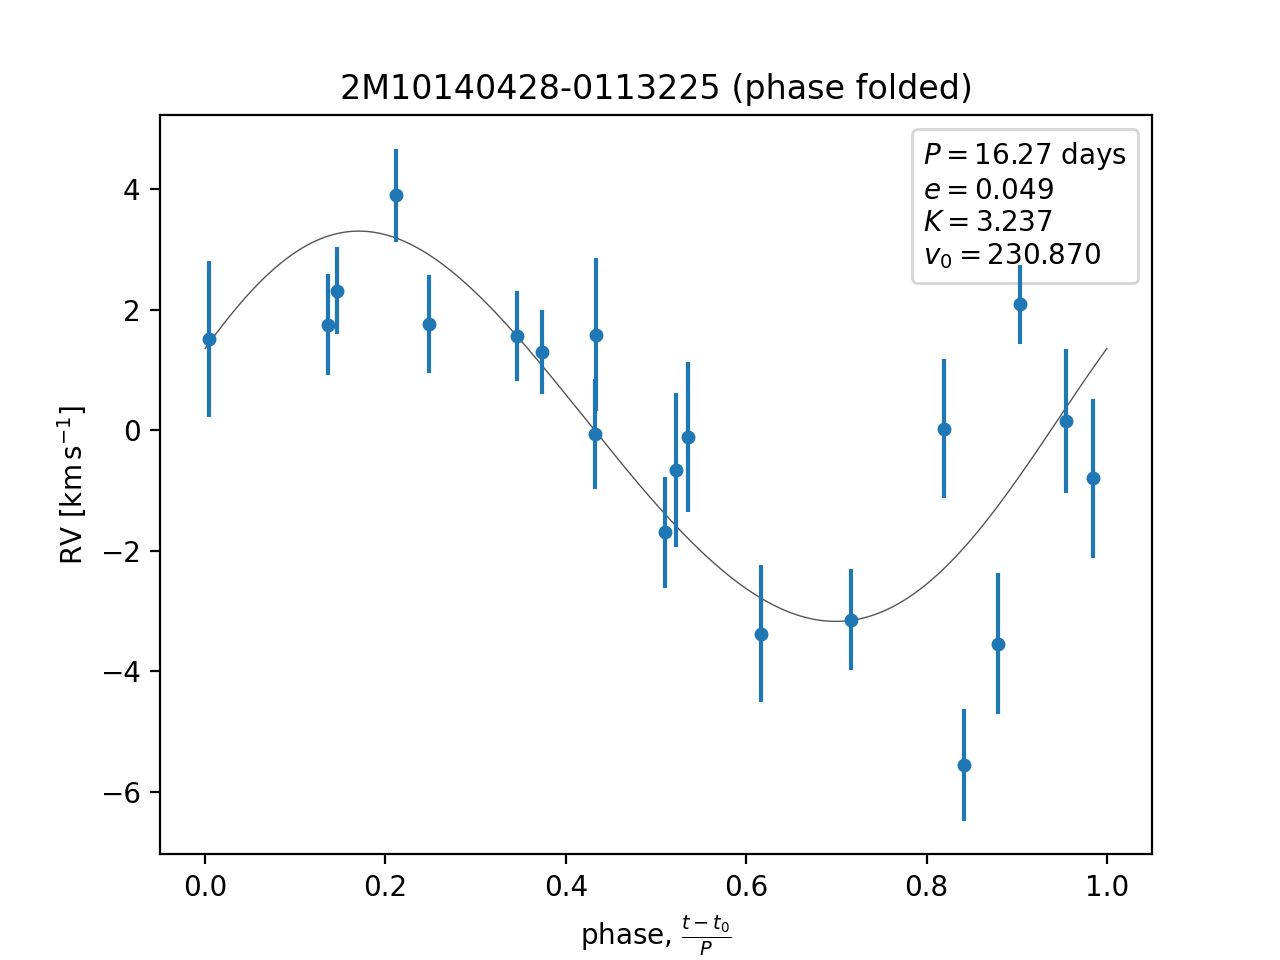 2M10140428-0113225 (phase folded)
P = 16.27 days
e = 0.049
K = 3.237
v₀ = 230.870
4
2
0
−2
−4
−6
RV [km s⁻¹]
0.0 0.2 0.4 0.6 0.8 1.0
phase, (t − t₀)/P